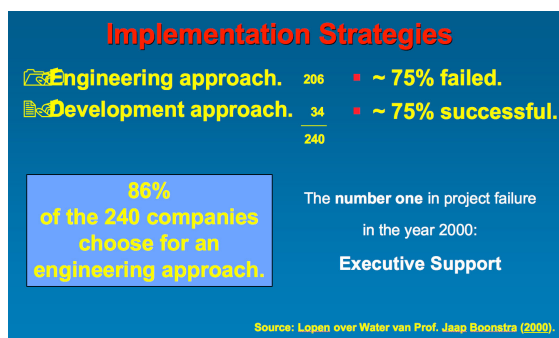 Implementation Strategies
Engineering approach. 206 ~ 75% failed.
Development approach. 34 ~ 75% successful.
240
86%
of the 240 companies
choose for an
engineering approach.
The number one in project failure
in the year 2000:
Executive Support
Source: Lopen over Water van Prof. Jaap Boonstra (2000).